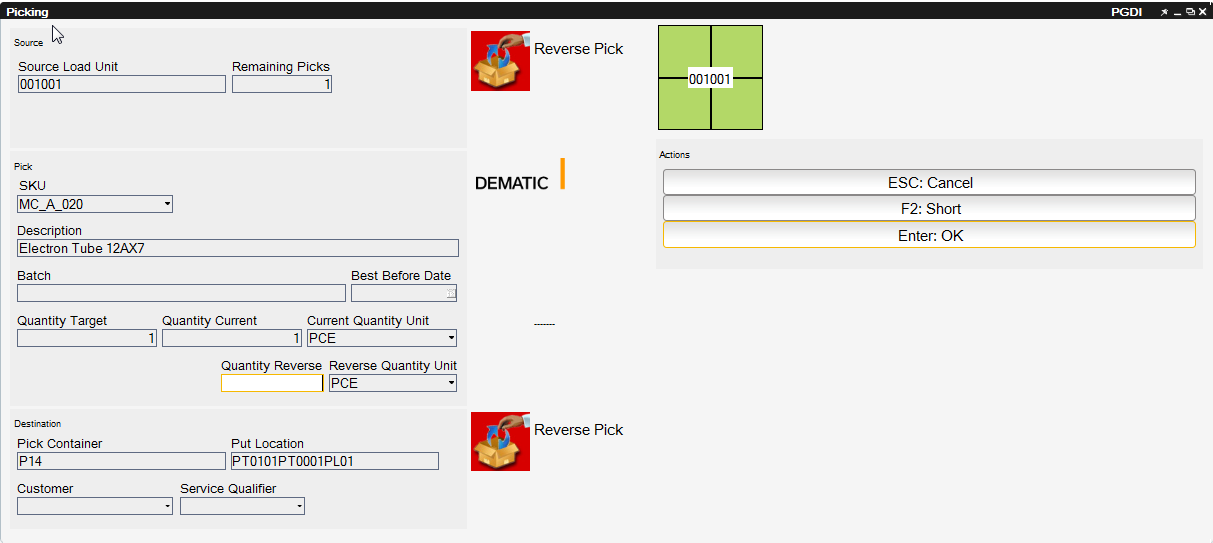 Picking PGDI
Source
Source Load Unit Remaining Picks
001001 1
Reverse Pick
001001
Pick
SKU
MC_A_020
Description
Electron Tube 12AX7
Batch Best Before Date
Quantity Target Quantity Current Current Quantity Unit
1 1 PCE
Quantity Reverse Reverse Quantity Unit
PCE
DEMATIC
-------
Actions
ESC: Cancel
F2: Short
Enter: OK
Destination
Pick Container Put Location
P14 PT0101PT0001PL01
Customer Service Qualifier
Reverse Pick